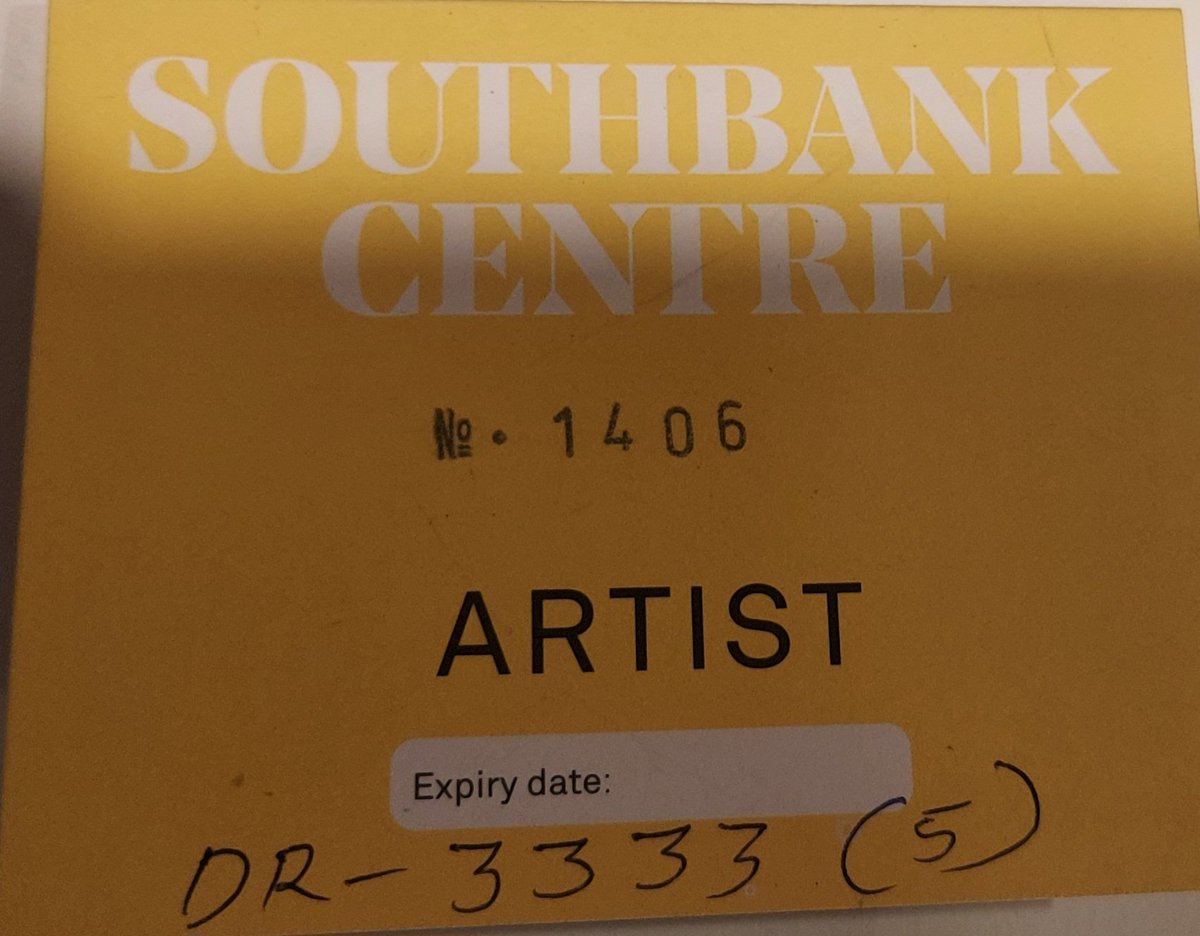 SOUTHBANK
CENTRE
№. 1406
ARTIST
Expiry date:
DR-3333 (5)